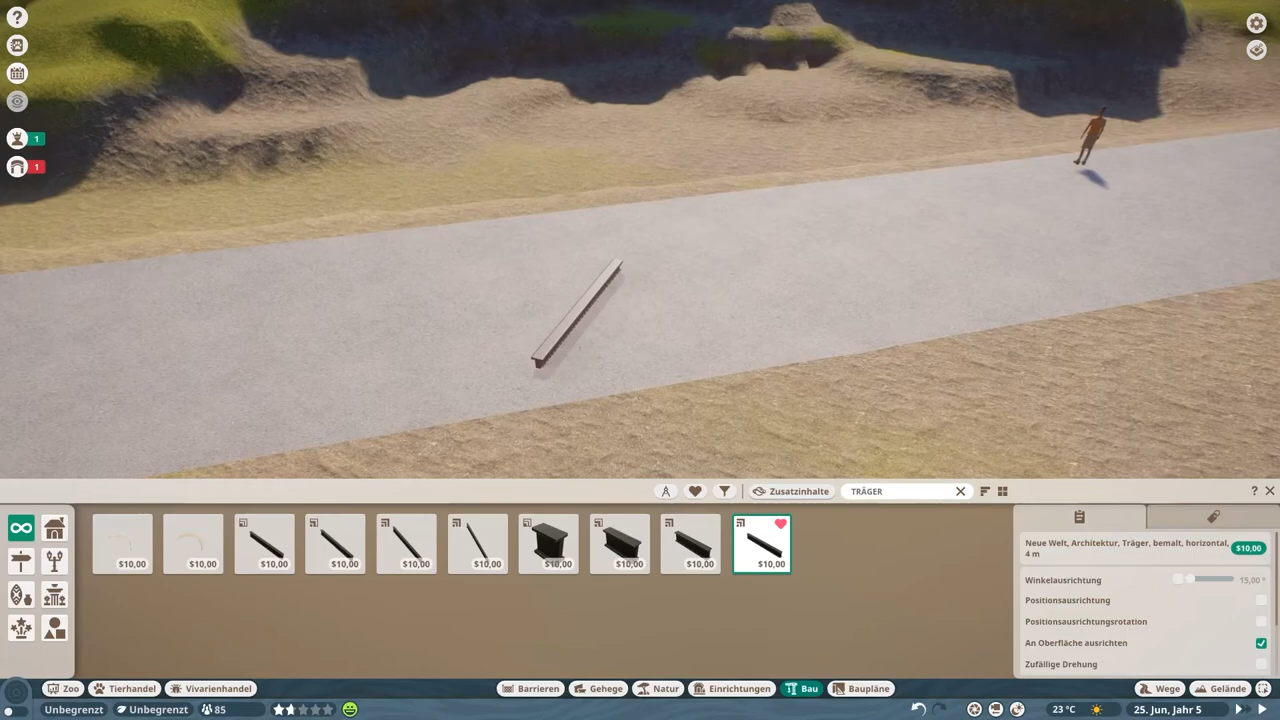 ?
1
1
Zusatzinhalte
TRÄGER
?
$10,00
$10,00
$10,00
$10,00
$10,00
$10,00
$10,00
$10,00
$10,00
$10,00
Neue Welt, Architektur, Träger, bemalt, horizontal, 4 m
$10,00
Winkelausrichtung
15,00 °
Positionsausrichtung
Positionsausrichtungsrotation
An Oberfläche ausrichten
Zufällige Drehung
Zoo
Tierhandel
Vivarienhandel
Barrieren
Gehege
Natur
Einrichtungen
Bau
Baupläne
Wege
Gelände
Unbegrenzt
Unbegrenzt
85
23 °C
25. Jun, Jahr 5